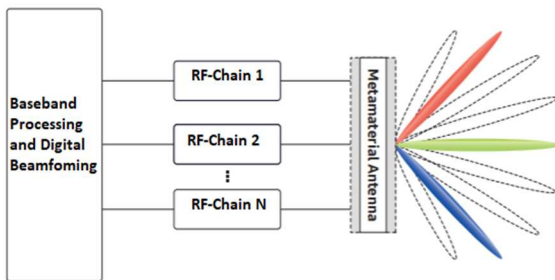 Baseband
Processing
and Digital
Beamfoming
RF-Chain 1
RF-Chain 2
RF-Chain N
Metamaterial Antenna